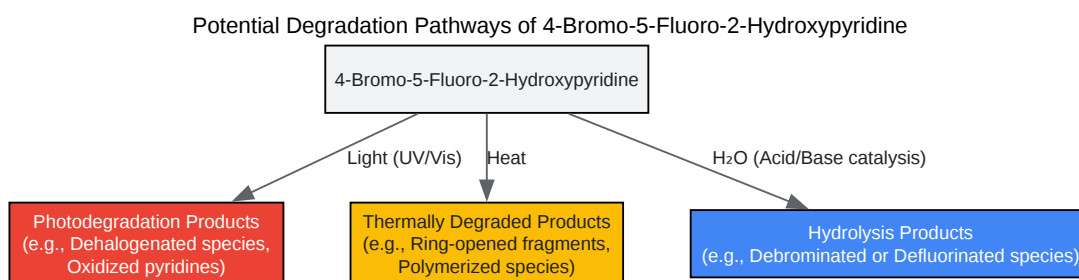 Potential Degradation Pathways of 4-Bromo-5-Fluoro-2-Hydroxypyridine
4-Bromo-5-Fluoro-2-Hydroxypyridine
Light (UV/Vis)
Heat
H₂O (Acid/Base catalysis)
Photodegradation Products
(e.g., Dehalogenated species,
Oxidized pyridines)
Thermally Degraded Products
(e.g., Ring-opened fragments,
Polymerized species)
Hydrolysis Products
(e.g., Debrominated or Defluorinated species)